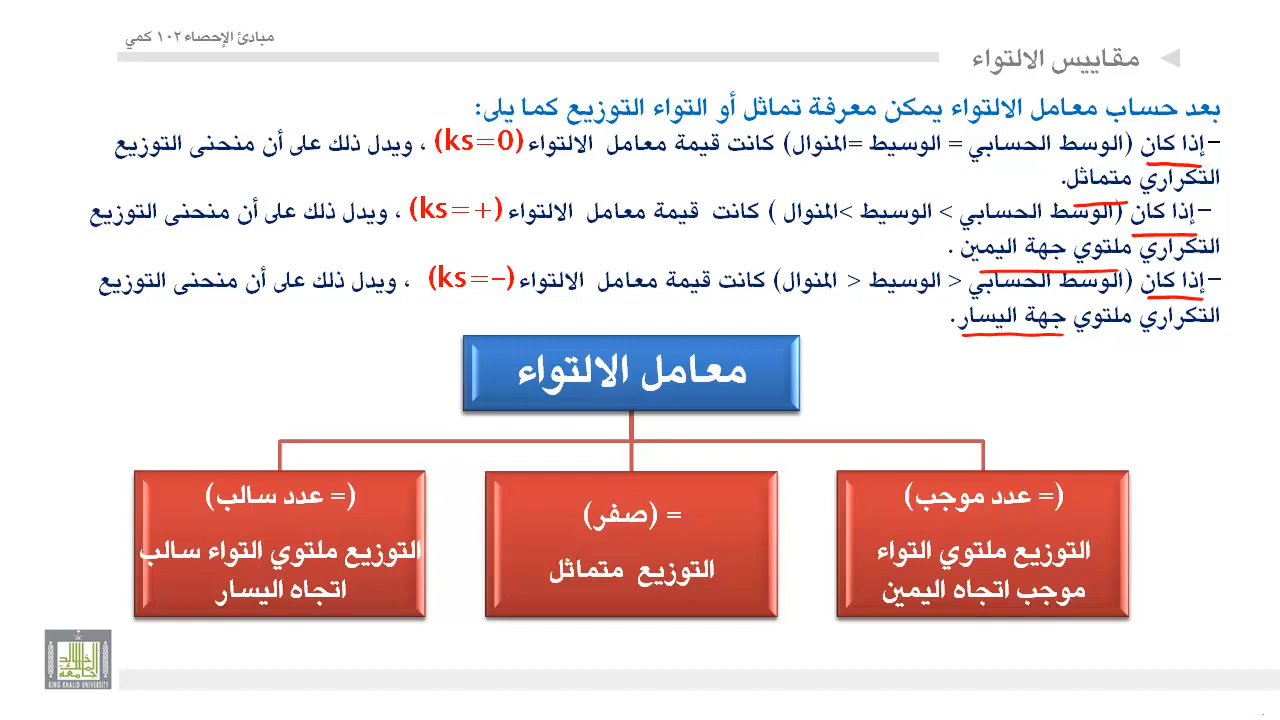 مبادئ الإحصاء ١٠٢ كمي
مقاييس الالتواء
بعد حساب معامل الالتواء يمكن معرفة تماثل أو التواء التوزيع كما يلى:
–إذا كان (الوسط الحسابي = الوسيط =المنوال) كانت قيمة معامل الالتواء (ks=0) ، ويدل ذلك على أن منحنى التوزيع
التكراري متماثل.
–إذا كان (الوسط الحسابي > الوسيط >المنوال ) كانت قيمة معامل الالتواء (ks=+) ، ويدل ذلك على أن منحنى التوزيع
التكراري ملتوي جهة اليمين .
–إذا كان (الوسط الحسابي < الوسيط < المنوال) كانت قيمة معامل الالتواء (ks=–) ، ويدل ذلك على أن منحنى التوزيع
التكراري ملتوي جهة اليسار .
معامل الالتواء
(= عدد موجب)
التوزيع ملتوي التواء
موجب اتجاه اليمين
= (صفر)
التوزيع متماثل
(= عدد سالب)
التوزيع ملتوي التواء سالب
اتجاه اليسار
جامعة الملك خالد
KING KHALID UNIVERSITY